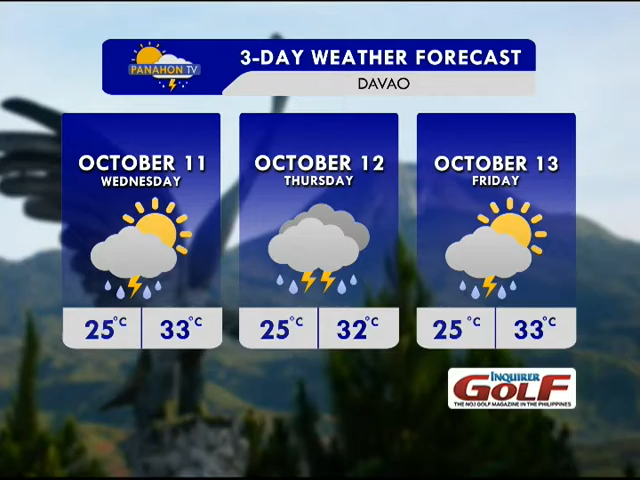 PANAHON TV
3-DAY WEATHER FORECAST
DAVAO
OCTOBER 11
WEDNESDAY
25°C 33°C
OCTOBER 12
THURSDAY
25°C 32°C
OCTOBER 13
FRIDAY
25°C 33°C
INQUIRER
GOLF
THE NO.1 GOLF MAGAZINE IN THE PHILIPPINES